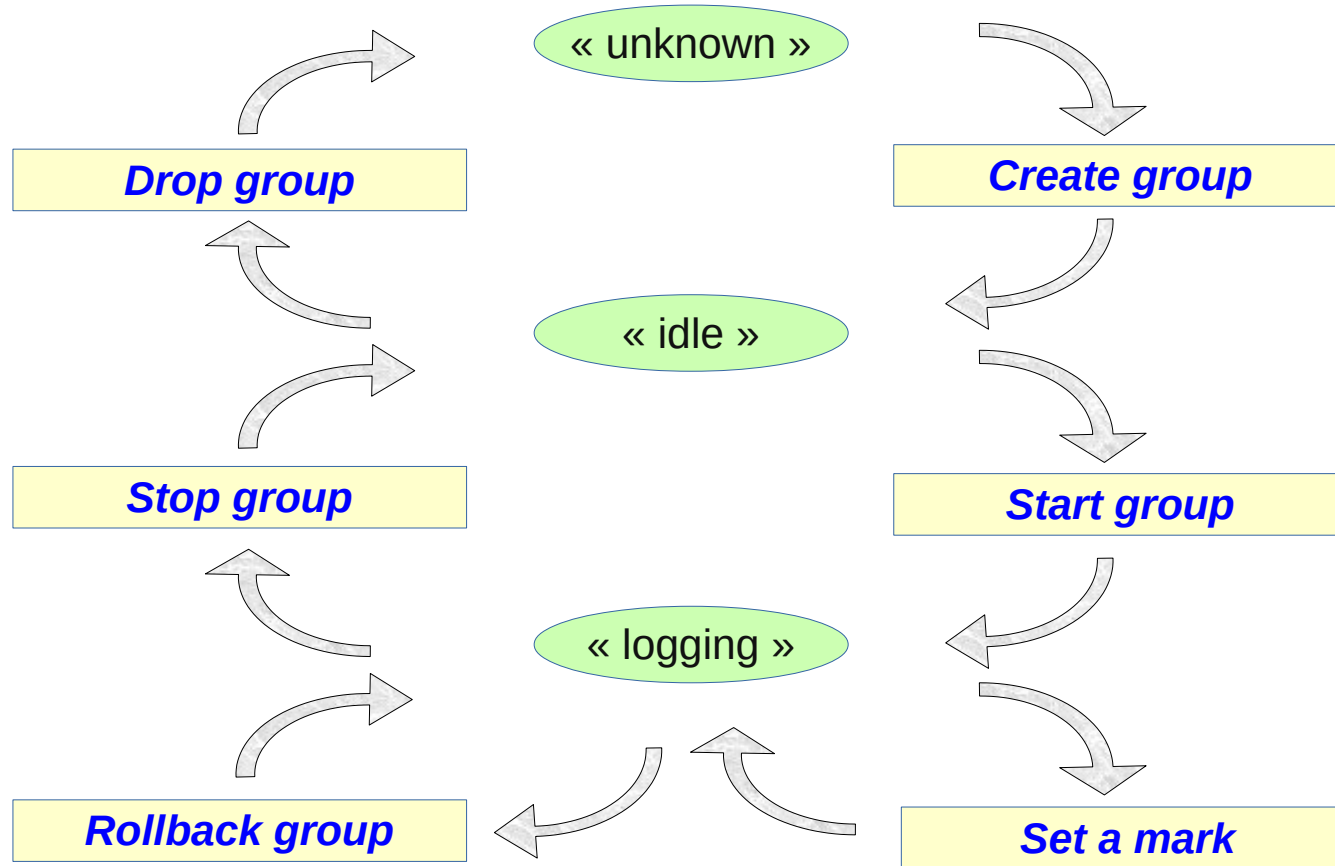 « unknown »
Drop group
Create group
« idle »
Stop group
Start group
« logging »
Rollback group
Set a mark